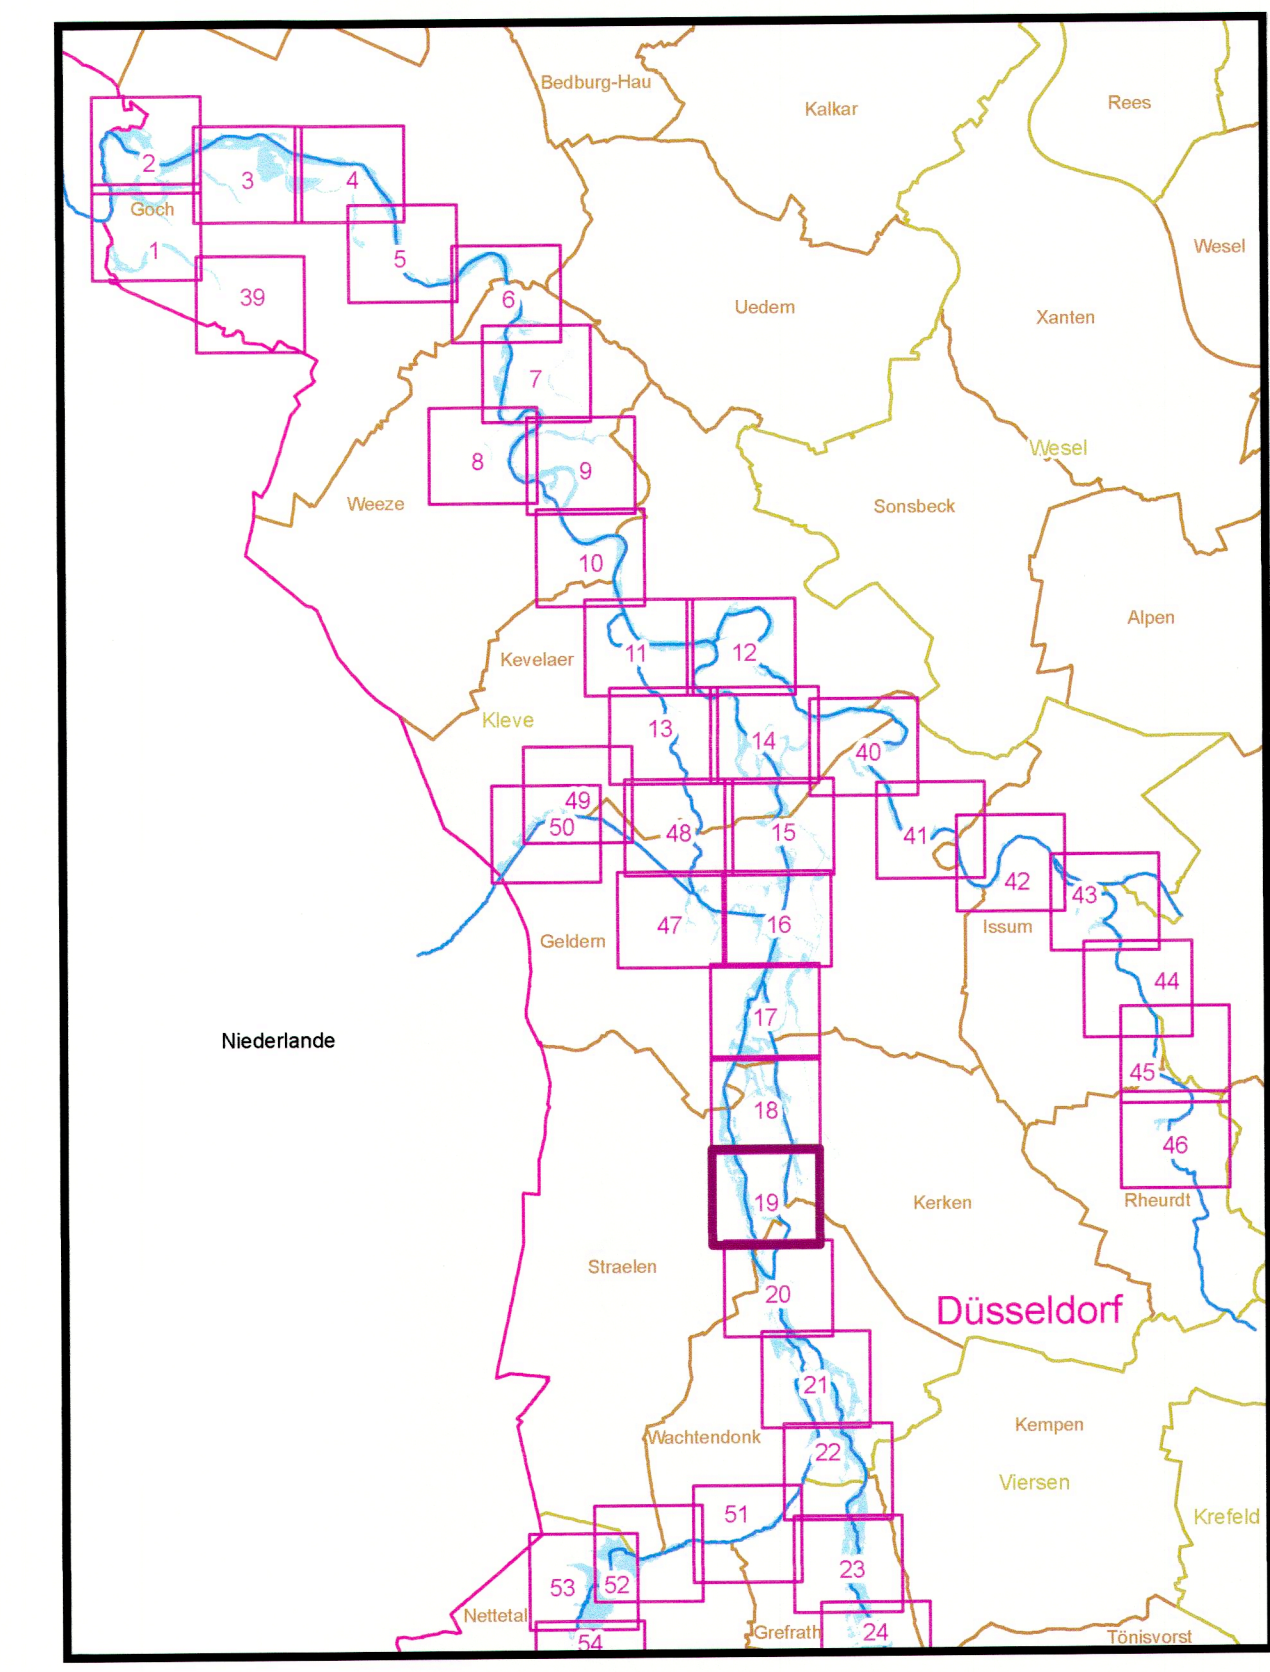 Bedburg-Hau
Kalkar
Rees
2
3
4
Goch
1
5
39
6
Wesel
Uedem
Xanten
7
8
9
Wesel
Weeze
Sonsbeck
10
Alpen
11
12
Kevelaer
Kleve
13
14
40
49
50
48
15
41
42
43
47
16
Issum
Geldern
44
17
Niederlande
45
18
46
19
Kerken
Rheurdt
Straelen
20
Düsseldorf
21
Kempen
Wachtendonk
22
Viersen
51
Krefeld
23
53
52
Nettetal
Grefrath
24
Tönisvorst
54